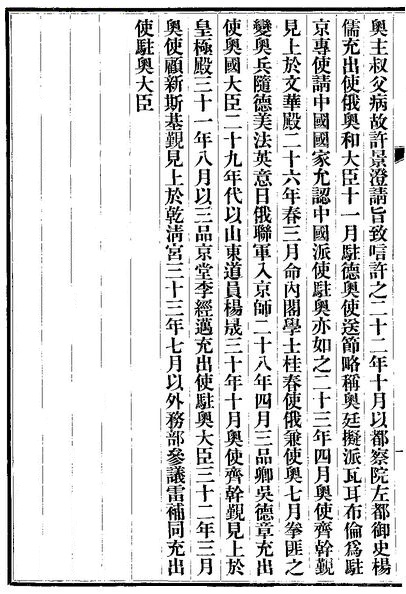 奧主叔父病故許景澄請旨致唁許之二十二年十月以都察院左都御史楊
儒充出使俄奧和大臣十一月駐德奧使送節略稱奧廷擬派瓦耳布倫爲駐
京專使請中國國家允認中國派使駐奧亦如之二十三年四月奧使齊幹覲
見上於文華殿二十六年春三月命內閣學士桂春使俄兼使奧七月拳匪之
變奧兵隨德美法英意日俄聯軍入京師二十八年四月三品卿吳德章充出
使奧國大臣二十九年代以山東道員楊晟三十年十月奧使齊幹覲見上於
皇極殿三十一年八月以三品京堂李經邁充出使駐奧大臣三十二年三月
奧使顧新斯基覲見上於乾淸宮三十三年七月以外務部參議雷補同充出
使駐奧大臣